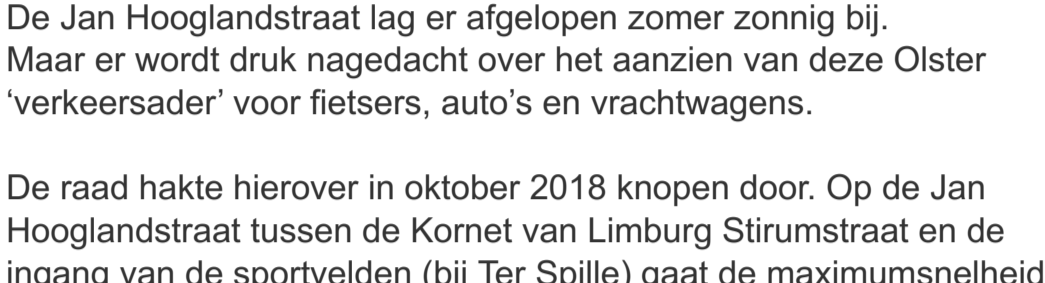 De Jan Hooglandstraat lag er afgelopen zomer zonnig bij.
Maar er wordt druk nagedacht over het aanzien van deze Olster
‘verkeersader’ voor fietsers, auto’s en vrachtwagens.
De raad hakte hierover in oktober 2018 knopen door. Op de Jan
Hooglandstraat tussen de Kornet van Limburg Stirumstraat en de
ingang van de sportvelden (bij Ter Spille) gaat de maximumsnelheid